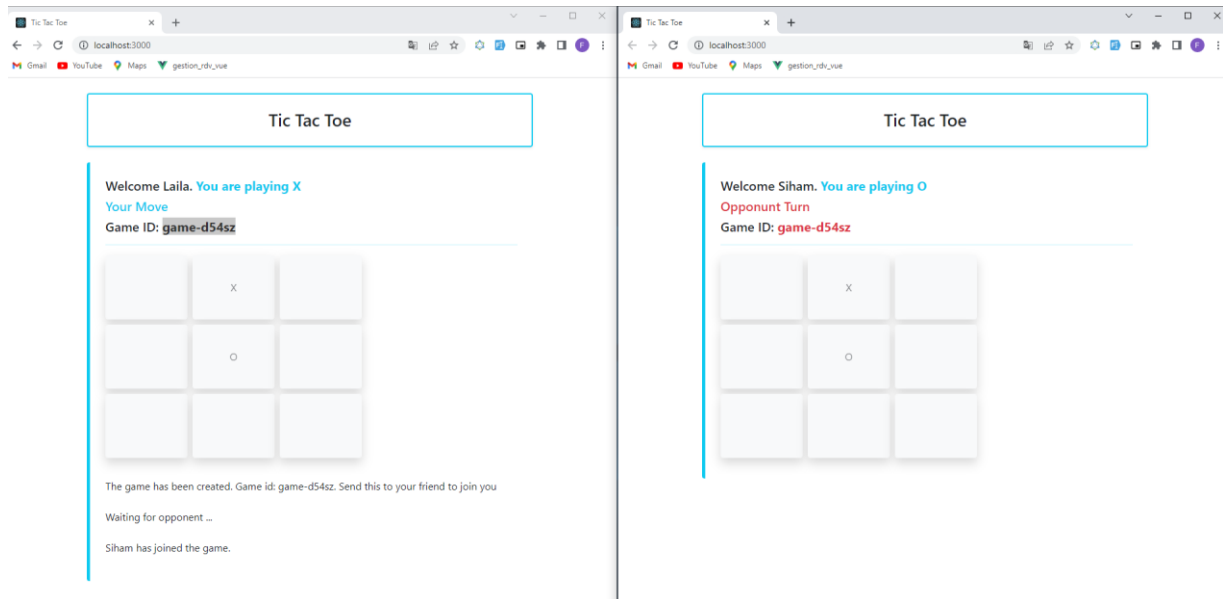 Tic Tac Toe
localhost:3000
Gmail YouTube Maps gestion_rdv_vue
Tic Tac Toe
Welcome Laila. You are playing X
Your Move
Game ID: game-d54sz
X
O
The game has been created. Game id: game-d54sz. Send this to your friend to join you
Waiting for opponent ...
Siham has joined the game.
Tic Tac Toe
localhost:3000
Gmail YouTube Maps gestion_rdv_vue
Tic Tac Toe
Welcome Siham. You are playing O
Opponunt Turn
Game ID: game-d54sz
X
O